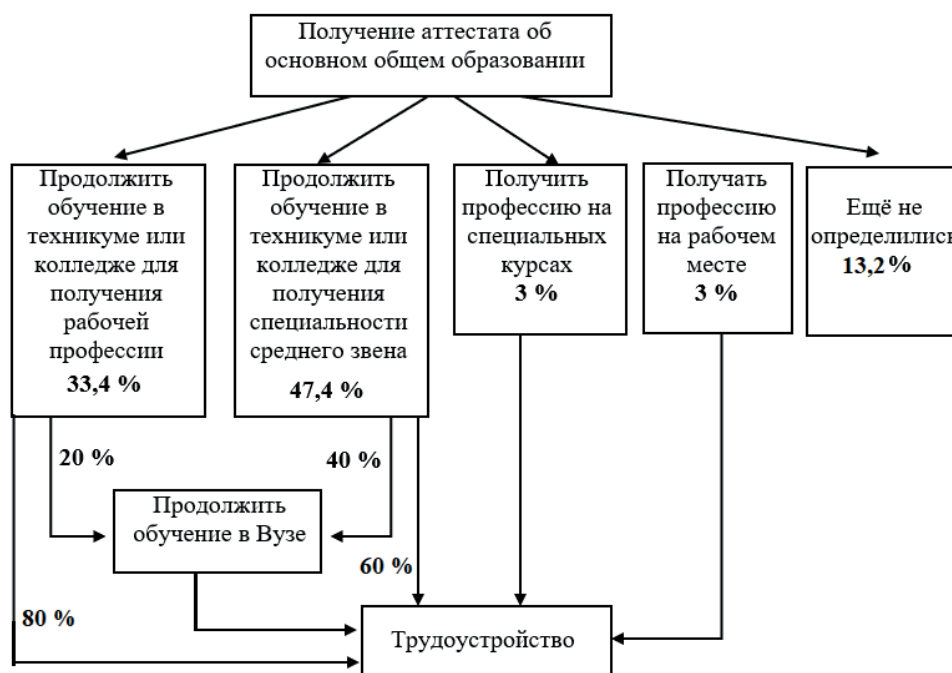 Получение аттестата об
основном общем образовании
Продолжить
обучение в
техникуме или
колледже для
получения
рабочей
профессии
33,4 %
Продолжить
обучение в
техникуме или
колледже для
получения
специальности
среднего звена
47,4 %
Получить
профессию на
специальных
курсах
3 %
Получать
профессию
на рабочем
месте
3 %
Ещё не
определились
13,2 %
20 %
40 %
Продолжить
обучение в Вузе
60 %
80 %
Трудоустройство